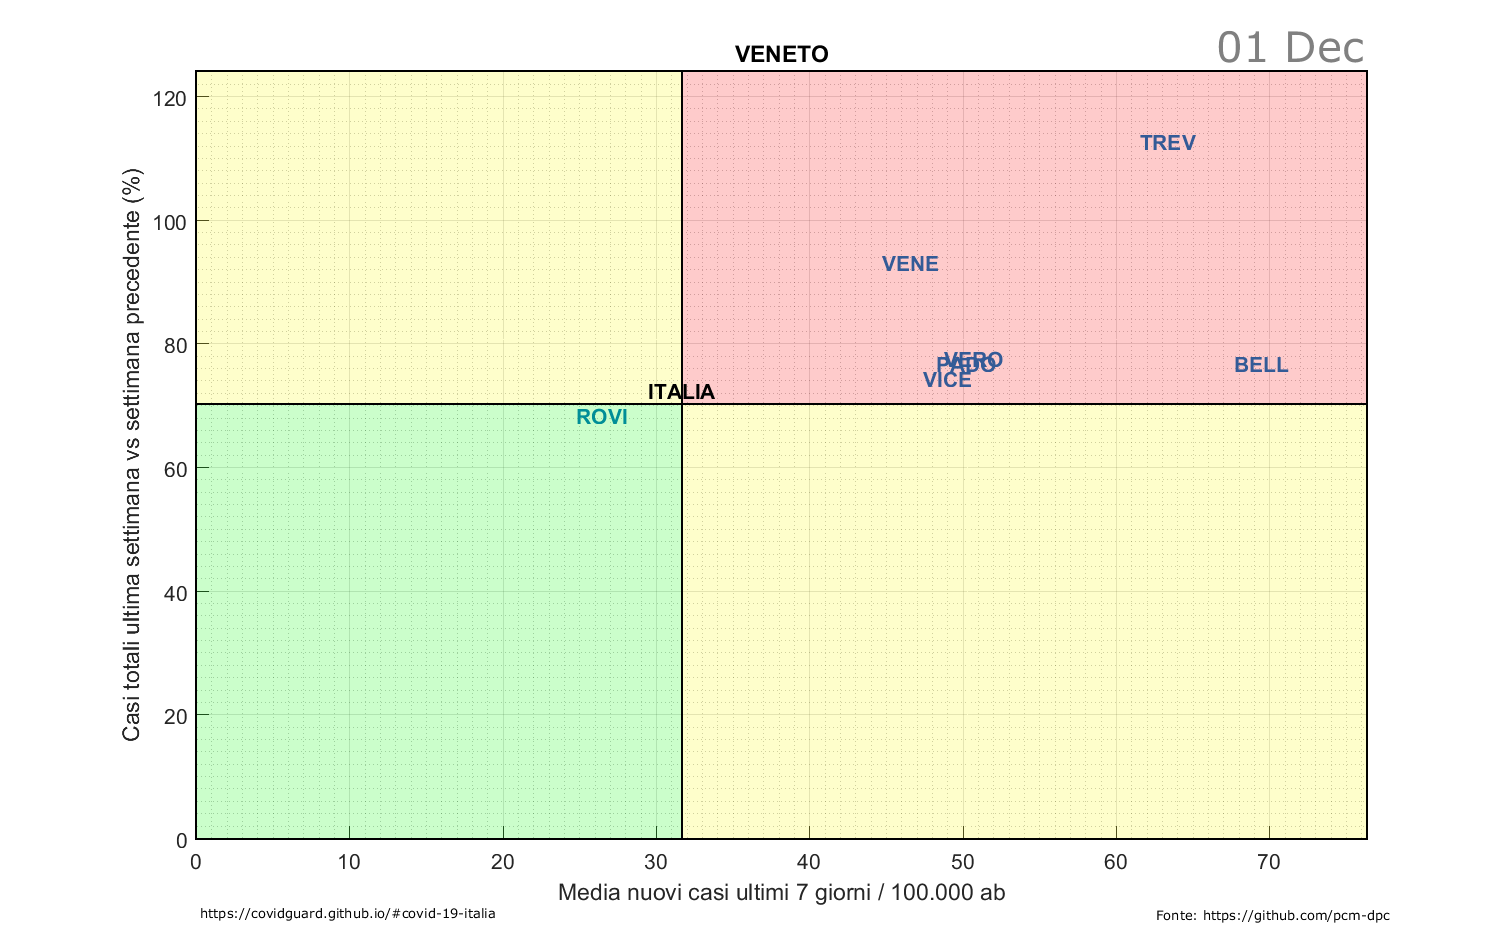 01 Dec
VENETO
120
100
80
60
40
20
0
Casi totali ultima settimana vs settimana precedente (%)
TREV
VENE
VERO
PADO
BELL
VICE
ITALIA
ROVI
0 10 20 30 40 50 60 70
Media nuovi casi ultimi 7 giorni / 100.000 ab
https://covidguard.github.io/#covid-19-italia
Fonte: https://github.com/pcm-dpc